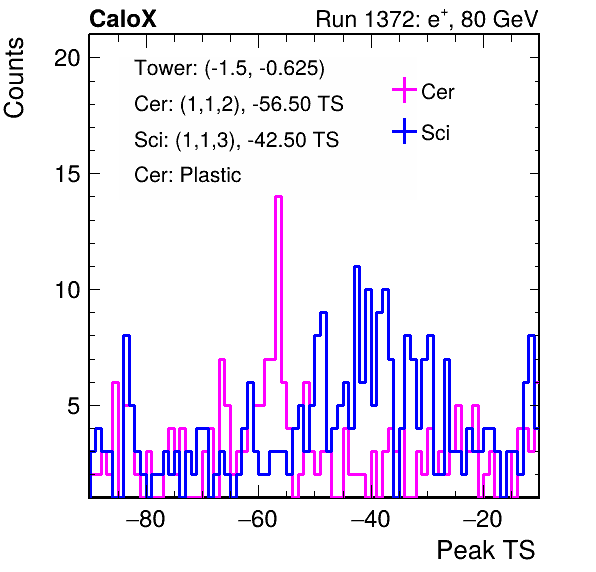 CaloX Run 1372: e⁺, 80 GeV
Counts
20
15
10
5
Tower: (-1.5, -0.625)
Cer: (1,1,2), -56.50 TS
Sci: (1,1,3), -42.50 TS
Cer: Plastic
Cer
Sci
−80 −60 −40 −20
Peak TS